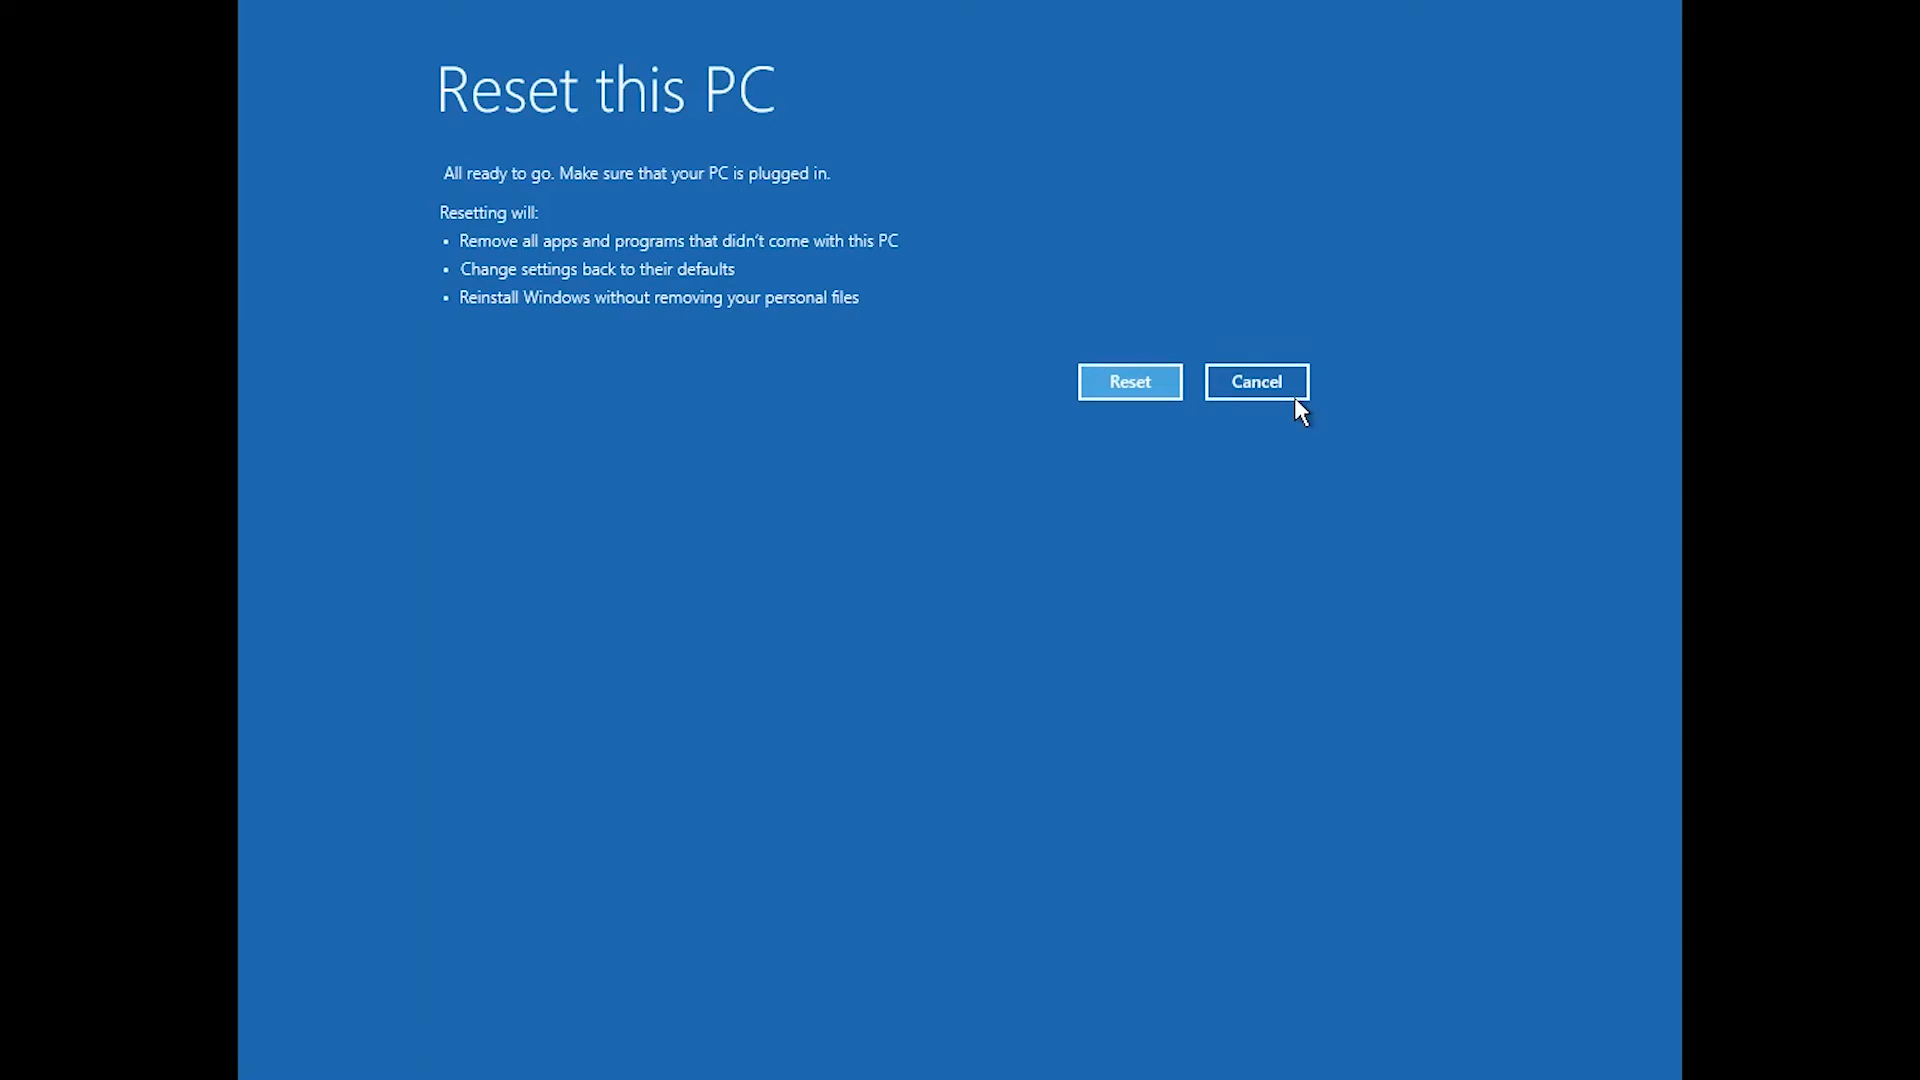 Reset this PC
All ready to go. Make sure that your PC is plugged in.
Resetting will:
▪ Remove all apps and programs that didn't come with this PC
▪ Change settings back to their defaults
▪ Reinstall Windows without removing your personal files
Reset Cancel